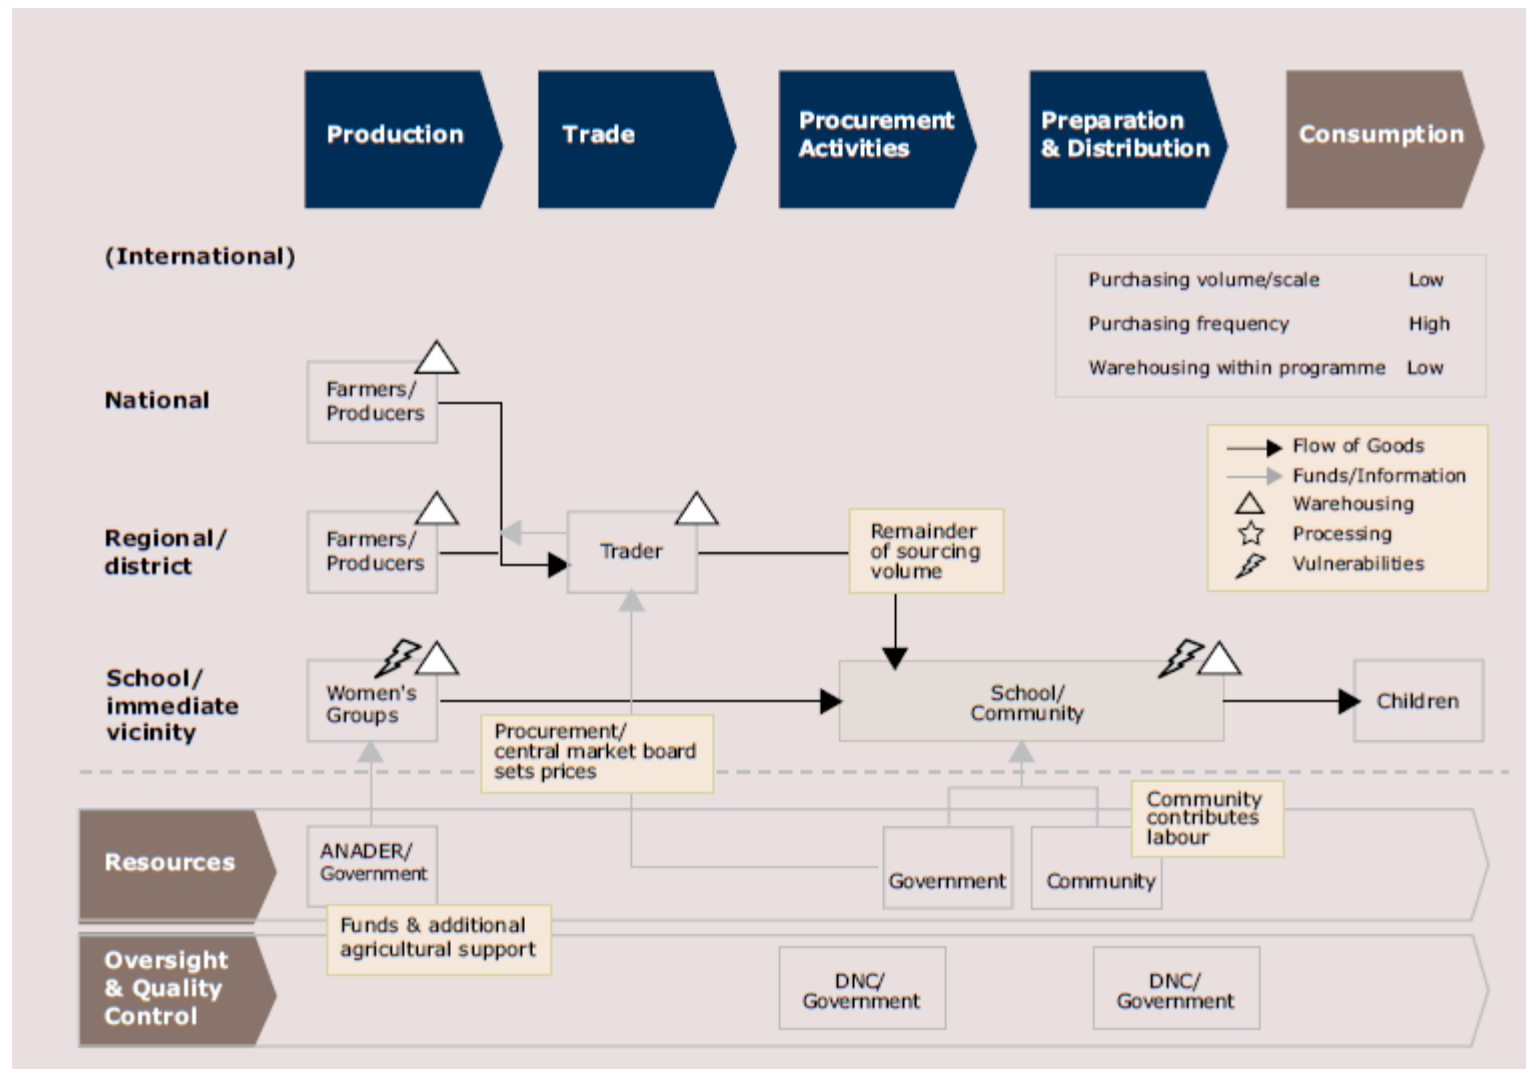 Production
Trade
Procurement
Activities
Preparation
& Distribution
Consumption
(International)
Purchasing volume/scale Low
Purchasing frequency High
Warehousing within programme Low
National
Farmers/
Producers
Flow of Goods
Funds/Information
Warehousing
Processing
Vulnerabilities
Regional/
district
Farmers/
Producers
Trader
Remainder
of sourcing
volume
School/
immediate
vicinity
Women's
Groups
School/
Community
Children
Procurement/
central market board
sets prices
Community
contributes
labour
Resources
ANADER/
Government
Government
Community
Funds & additional
agricultural support
Oversight
& Quality
Control
DNC/
Government
DNC/
Government